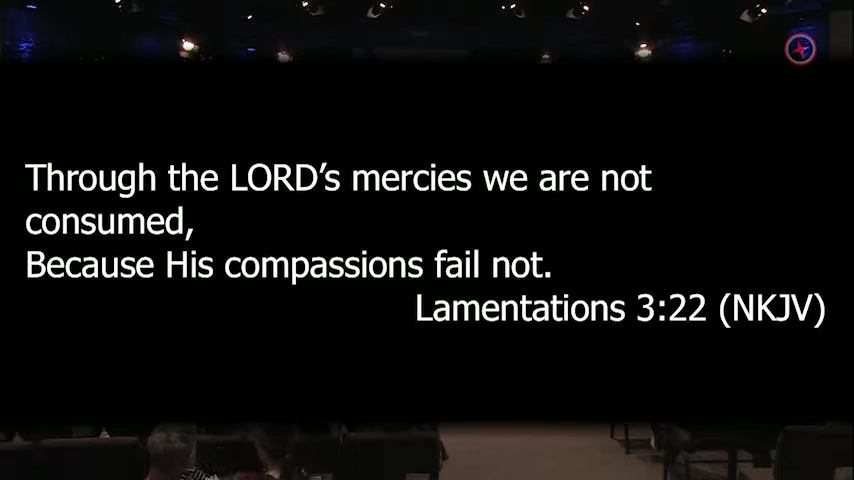 Through the LORD’s mercies we are not
consumed,
Because His compassions fail not.
Lamentations 3:22 (NKJV)